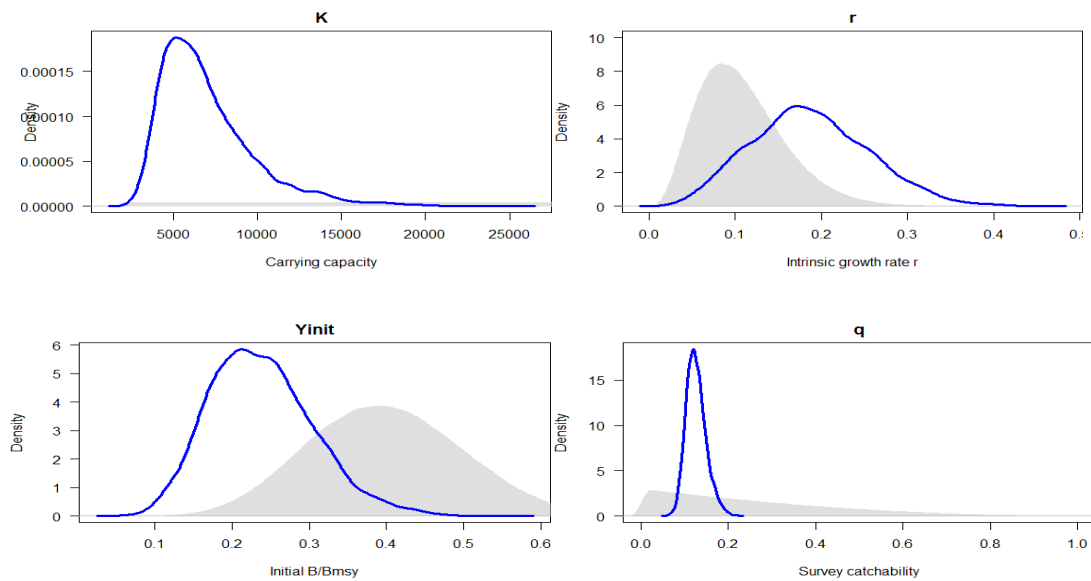 K
Density
0.00015
0.00010
0.00005
0.00000
5000 10000 15000 20000 25000
Carrying capacity
r
Density
10
8
6
4
2
0
0.0 0.1 0.2 0.3 0.4
Intrinsic growth rate r
Yinit
Density
6
5
4
3
2
1
0
0.1 0.2 0.3 0.4 0.5 0.6
Initial B/Bmsy
q
Density
15
10
5
0
0.0 0.2 0.4 0.6 0.8 1.0
Survey catchability